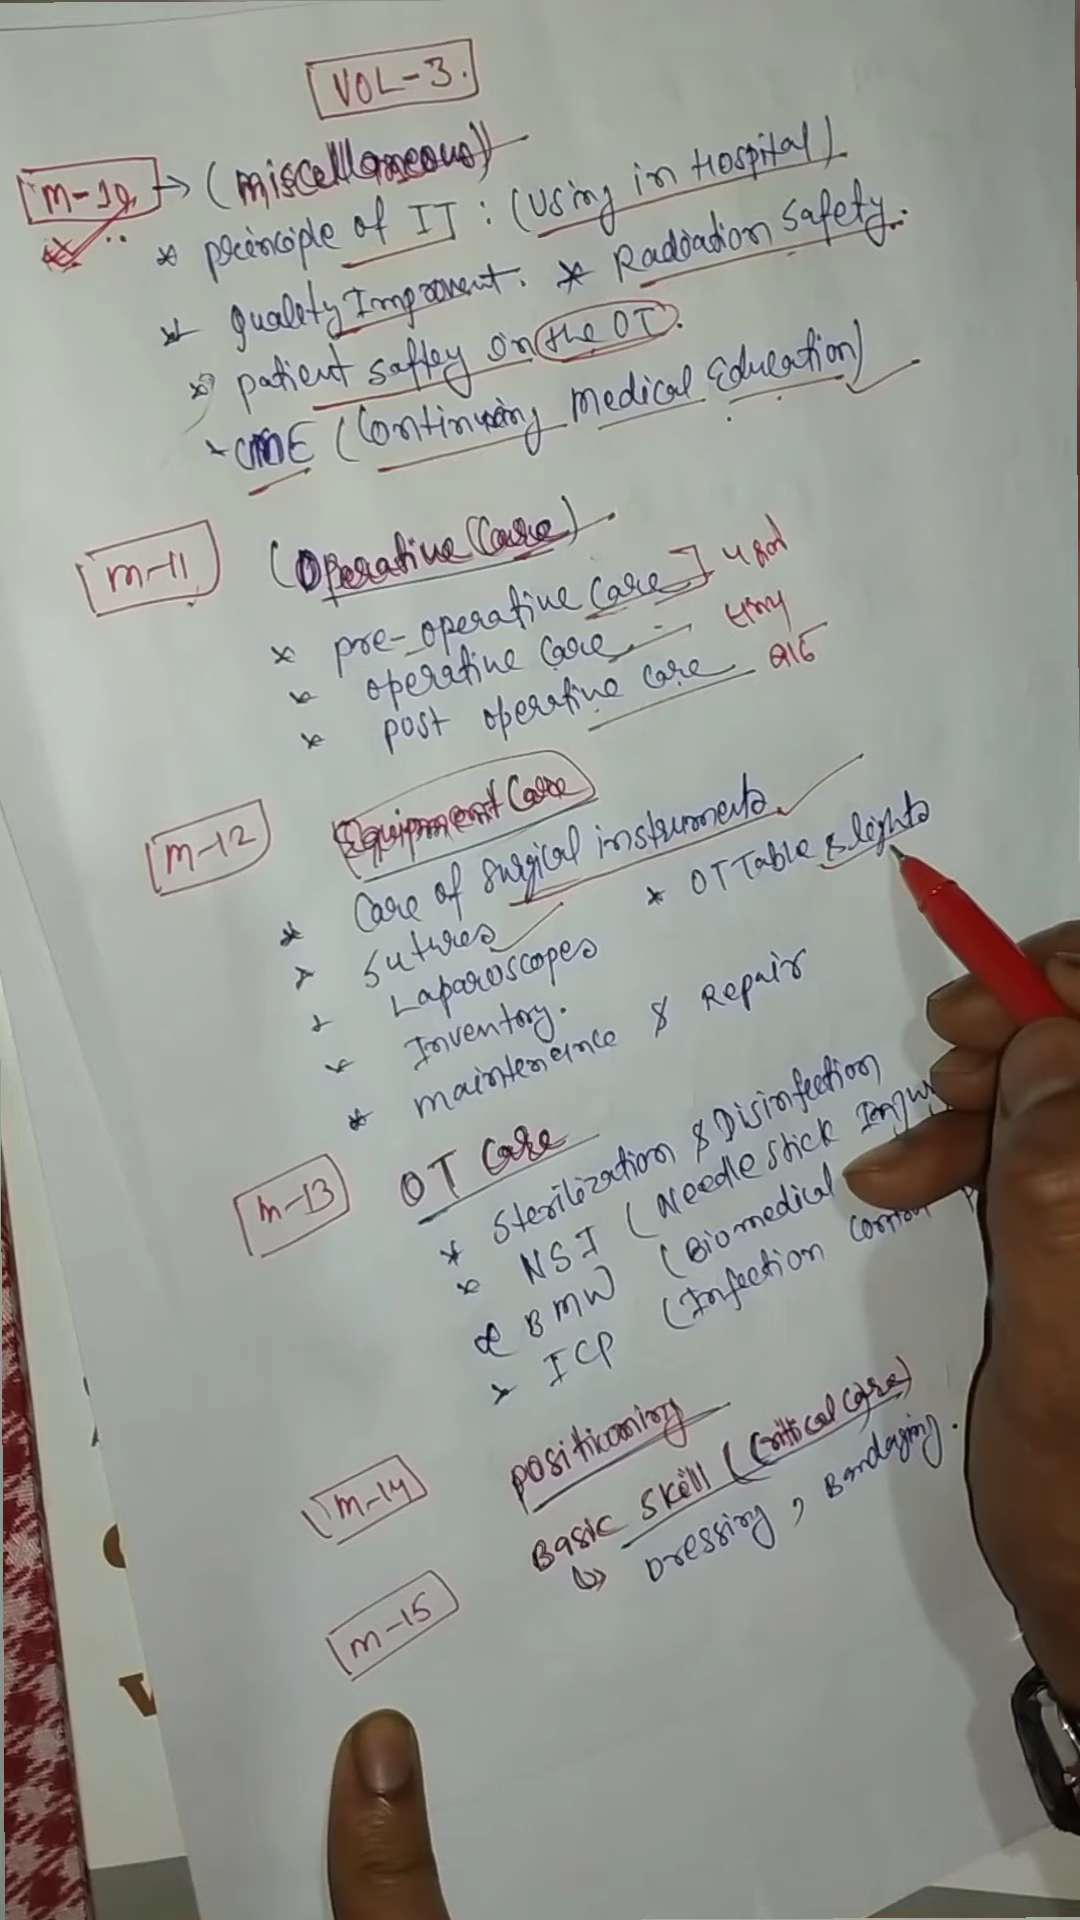 VOL-3.
m-10 → (miscellaneous)
* principle of IT : (Using in Hospital)
* Quality Improvment. * Radiation Safety.
* patient saftey in the OT.
* CME (Continuing medical Education)
m-11 (Operative Care)
* pre-operative Care] पहले
* operative Care -
* post operative care - बाद
m-12 Equipment Care
* Care of Surgical instruments
* Sutures * OT Table & lights
* Laparoscopes
* Inventory.
* maintenance & Repair
m-13 OT Care
* Sterilization & Disinfection
* NSI (Needle stick
* BMW (Biomedical
* ICP (Infection
m-14 positioning
m-15 Basic Skill (Critical Care)
↳ Dressing, Bandaging.